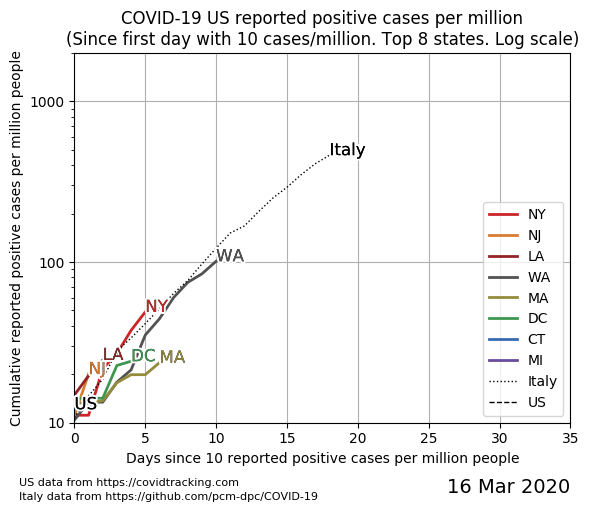 COVID-19 US reported positive cases per million
(Since first day with 10 cases/million. Top 8 states. Log scale)
Cumulative reported positive cases per million people
1000
100
10
Italy
WA
NY
LA
DC
MA
NJ
US
NY
NJ
LA
WA
MA
DC
CT
MI
Italy
US
0 5 10 15 20 25 30 35
Days since 10 reported positive cases per million people
US data from https://covidtracking.com
Italy data from https://github.com/pcm-dpc/COVID-19
16 Mar 2020